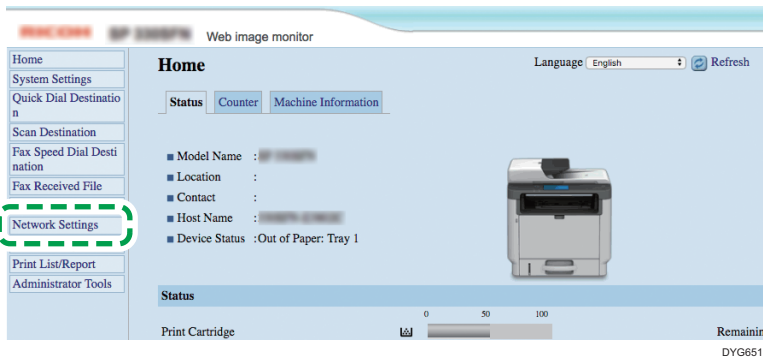 Web image monitor
Home
System Settings
Quick Dial Destinatio
n
Scan Destination
Fax Speed Dial Desti
nation
Fax Received File
Network Settings
Print List/Report
Administrator Tools
Home
Language English Refresh
Status Counter Machine Information
Model Name :
Location :
Contact :
Host Name :
Device Status :Out of Paper: Tray 1
Status
0 50 100
Print Cartridge Remainin
DYG651